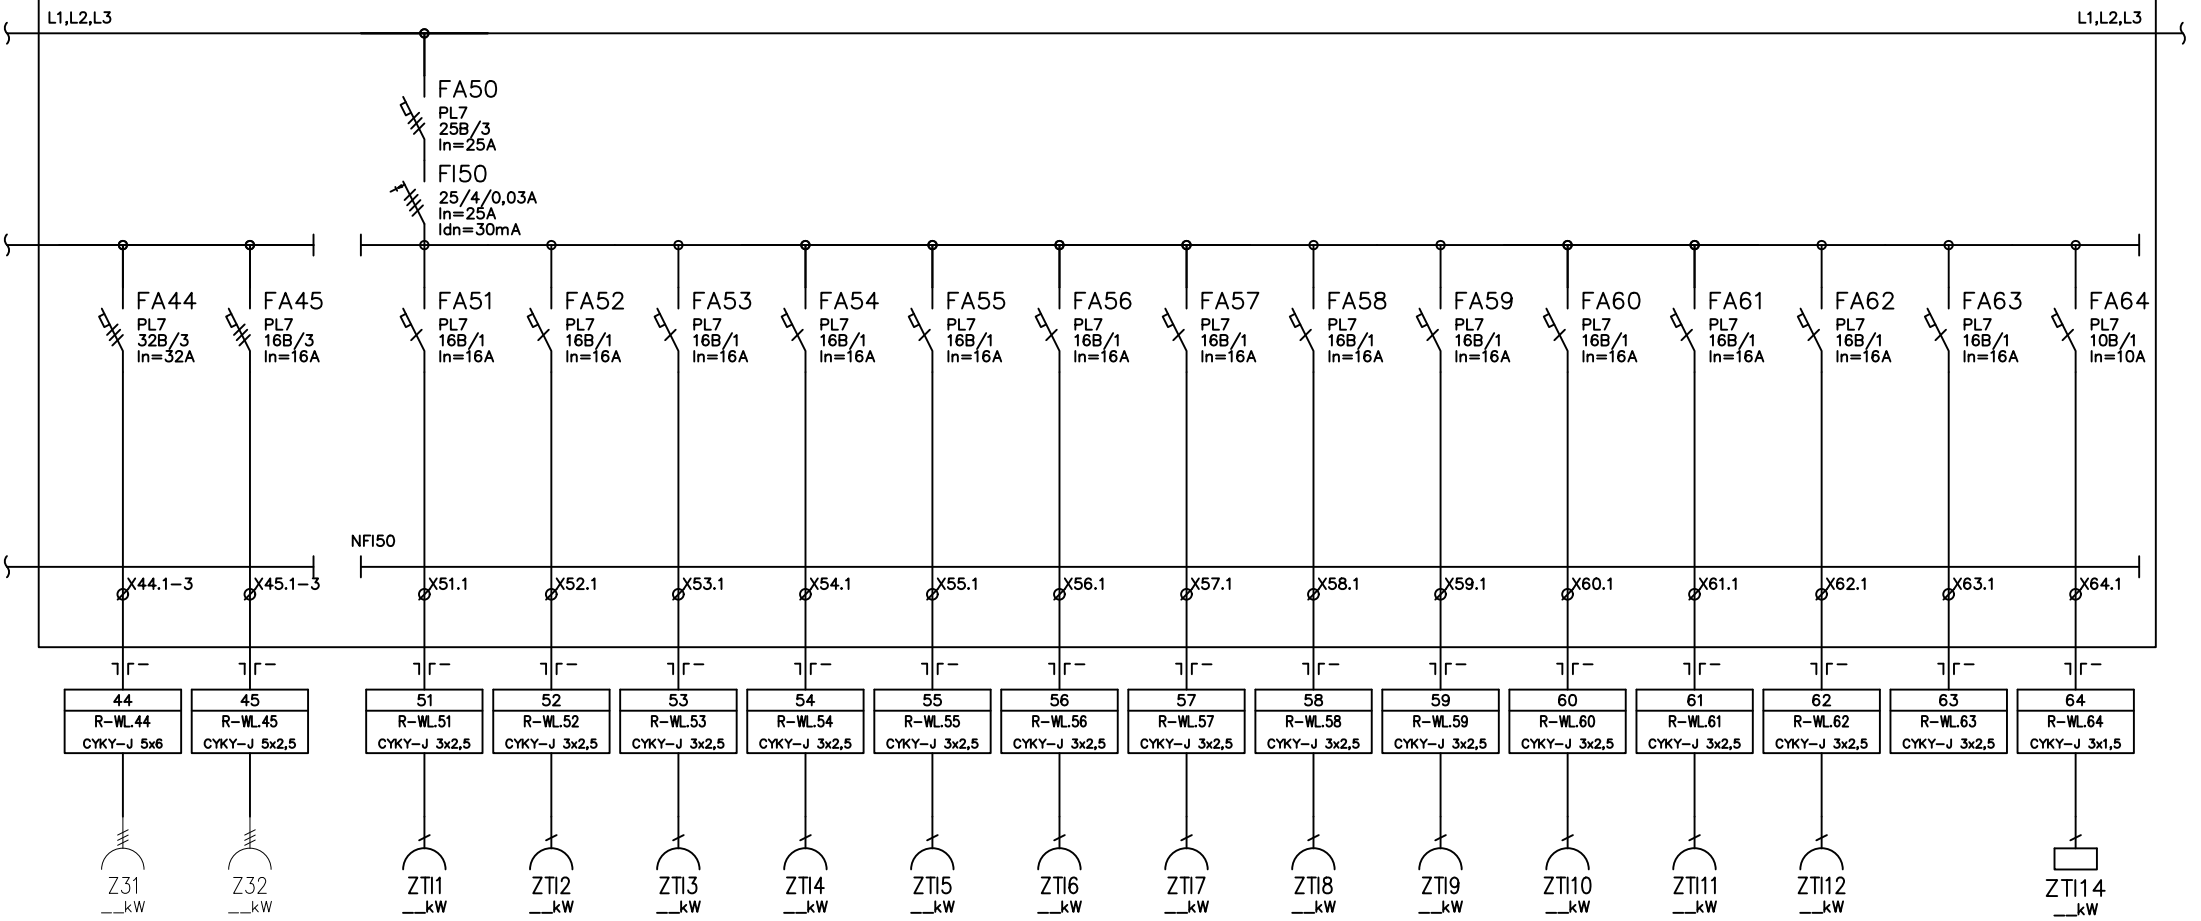 L1,L2,L3
L1,L2,L3
FA50
PL7
25B/3
In=25A
FI50
25/4/0,03A
In=25A
Idn=30mA
FA44
PL7
32B/3
In=32A
FA45
PL7
16B/3
In=16A
FA51
PL7
16B/1
In=16A
FA52
PL7
16B/1
In=16A
FA53
PL7
16B/1
In=16A
FA54
PL7
16B/1
In=16A
FA55
PL7
16B/1
In=16A
FA56
PL7
16B/1
In=16A
FA57
PL7
16B/1
In=16A
FA58
PL7
16B/1
In=16A
FA59
PL7
16B/1
In=16A
FA60
PL7
16B/1
In=16A
FA61
PL7
16B/1
In=16A
FA62
PL7
16B/1
In=16A
FA63
PL7
16B/1
In=16A
FA64
PL7
10B/1
In=10A
NFI50
X44.1-3
X45.1-3
X51.1
X52.1
X53.1
X54.1
X55.1
X56.1
X57.1
X58.1
X59.1
X60.1
X61.1
X62.1
X63.1
X64.1
44
R-WL.44
CYKY-J 5x6
45
R-WL.45
CYKY-J 5x2,5
51
R-WL.51
CYKY-J 3x2,5
52
R-WL.52
CYKY-J 3x2,5
53
R-WL.53
CYKY-J 3x2,5
54
R-WL.54
CYKY-J 3x2,5
55
R-WL.55
CYKY-J 3x2,5
56
R-WL.56
CYKY-J 3x2,5
57
R-WL.57
CYKY-J 3x2,5
58
R-WL.58
CYKY-J 3x2,5
59
R-WL.59
CYKY-J 3x2,5
60
R-WL.60
CYKY-J 3x2,5
61
R-WL.61
CYKY-J 3x2,5
62
R-WL.62
CYKY-J 3x2,5
63
R-WL.63
CYKY-J 3x2,5
64
R-WL.64
CYKY-J 3x1,5
Z31
__kW
Z32
__kW
ZTI1
__kW
ZTI2
__kW
ZTI3
__kW
ZTI4
__kW
ZTI5
__kW
ZTI6
__kW
ZTI7
__kW
ZTI8
__kW
ZTI9
__kW
ZTI10
__kW
ZTI11
__kW
ZTI12
__kW
ZTI14
__kW